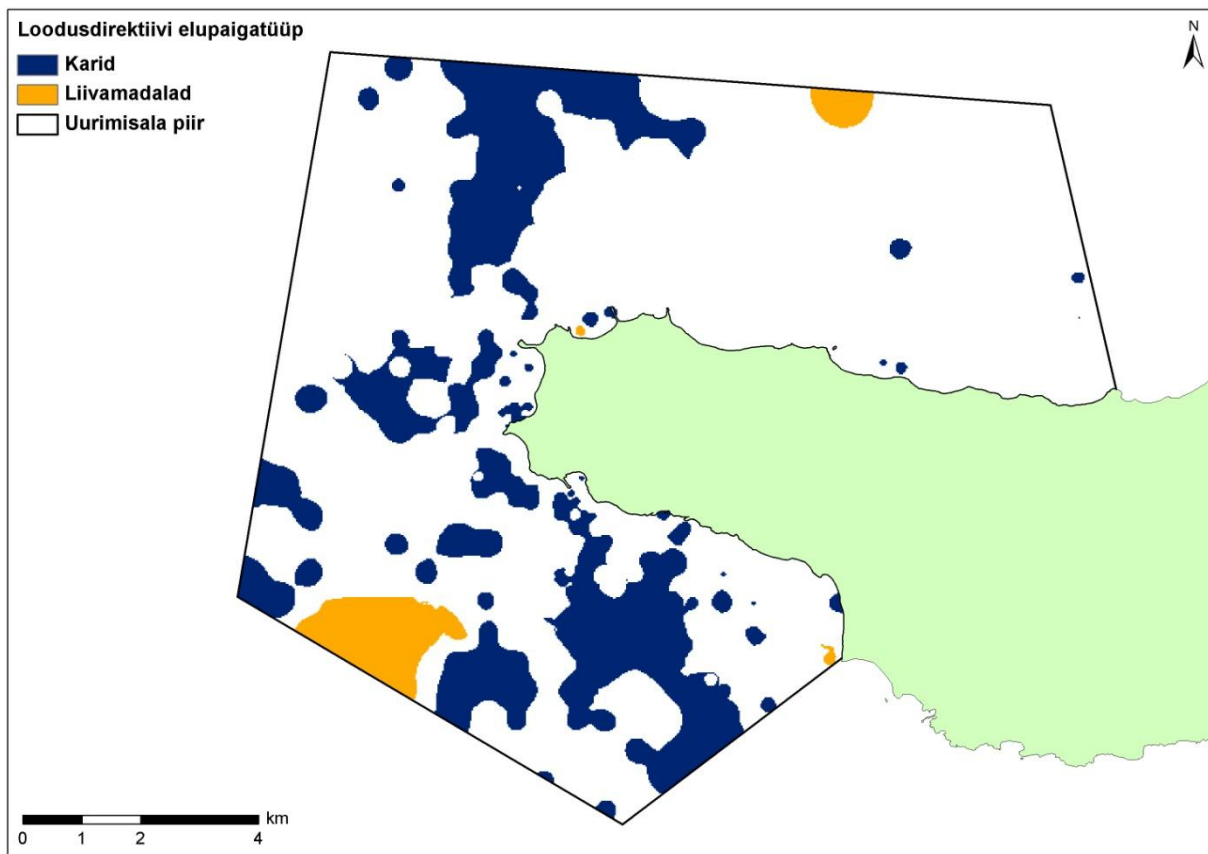 Loodusdirektiivi elupaigatüüp
Karid
Liivamadalad
Uurimisala piir
N
km
0 1 2 4